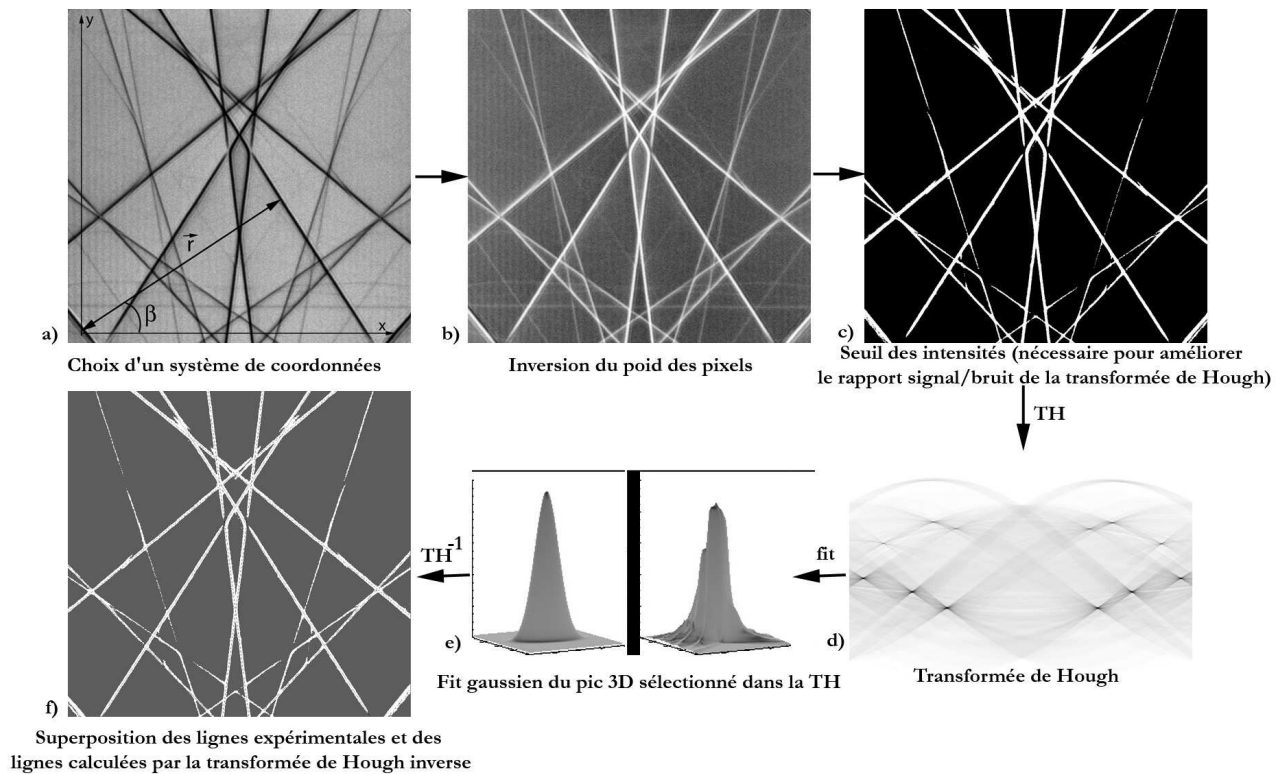 y
r
β
x
a)
Choix d'un système de coordonnées
b)
Inversion du poid des pixels
c)
Seuil des intensités (nécessaire pour améliorer
le rapport signal/bruit de la transformée de Hough)
TH
d)
Transformée de Hough
fit
e)
Fit gaussien du pic 3D sélectionné dans la TH
TH-1
f)
Superposition des lignes expérimentales et des
lignes calculées par la transformée de Hough inverse